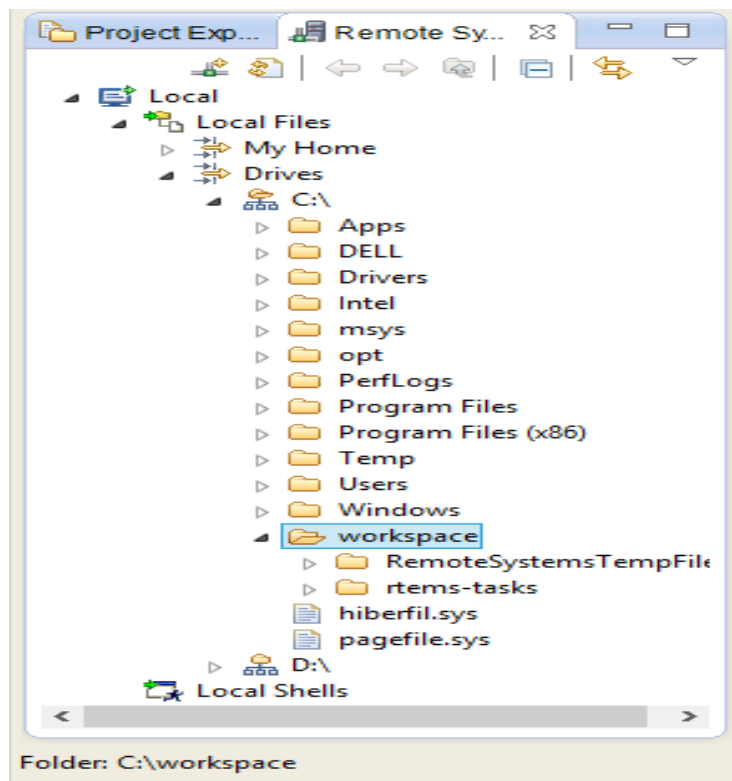 Project Exp... Remote Sy...
Local
Local Files
My Home
Drives
C:\
Apps
DELL
Drivers
Intel
msys
opt
PerfLogs
Program Files
Program Files (x86)
Temp
Users
Windows
workspace
RemoteSystemsTempFile
rtems-tasks
hiberfil.sys
pagefile.sys
D:\
Local Shells
Folder: C:\workspace